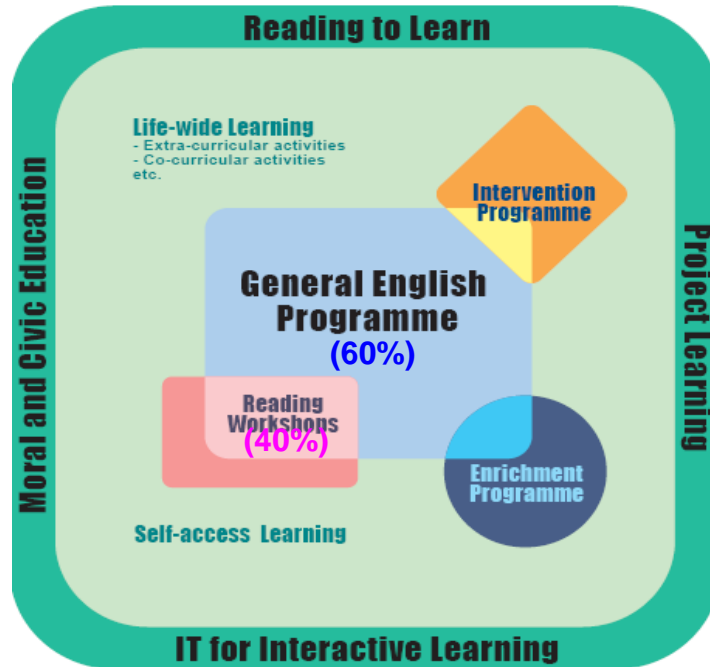 Reading to Learn
Life-wide Learning
- Extra-curricular activities
- Co-curricular activities
etc.
Intervention
Programme
Moral and Civic Education
Project Learning
General English
Programme
(60%)
Reading
Workshops
(40%)
Enrichment
Programme
Self-access Learning
IT for Interactive Learning